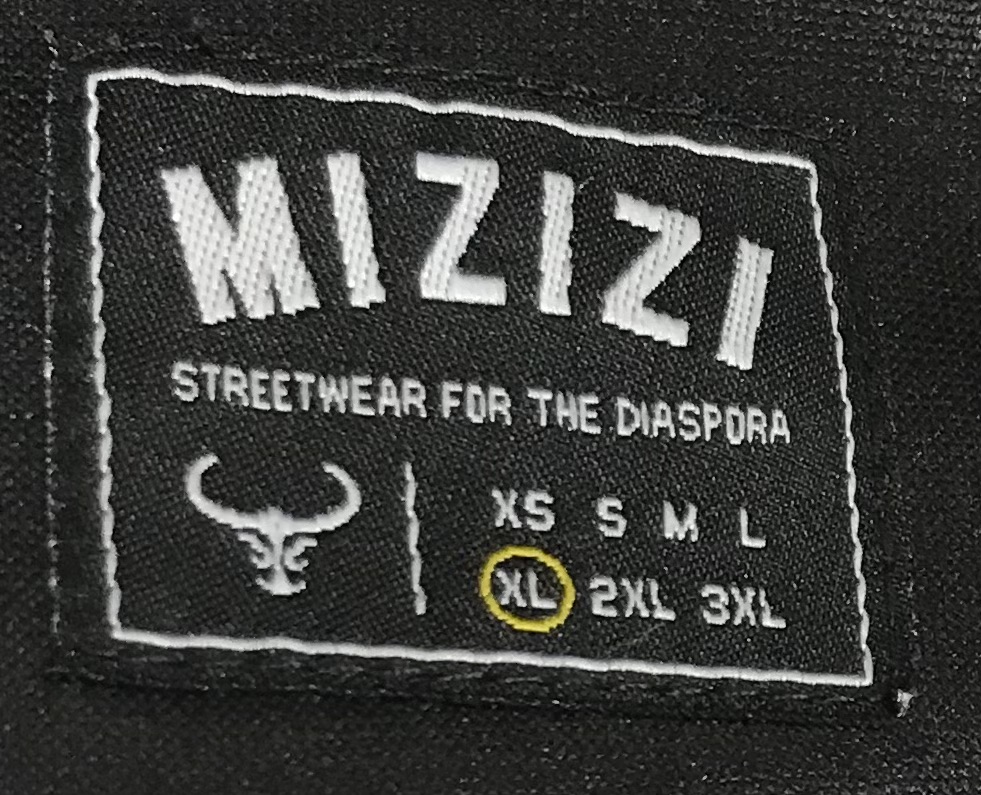 MIZIZI
STREETWEAR FOR THE DIASPORA
XS S M L
XL 2XL 3XL